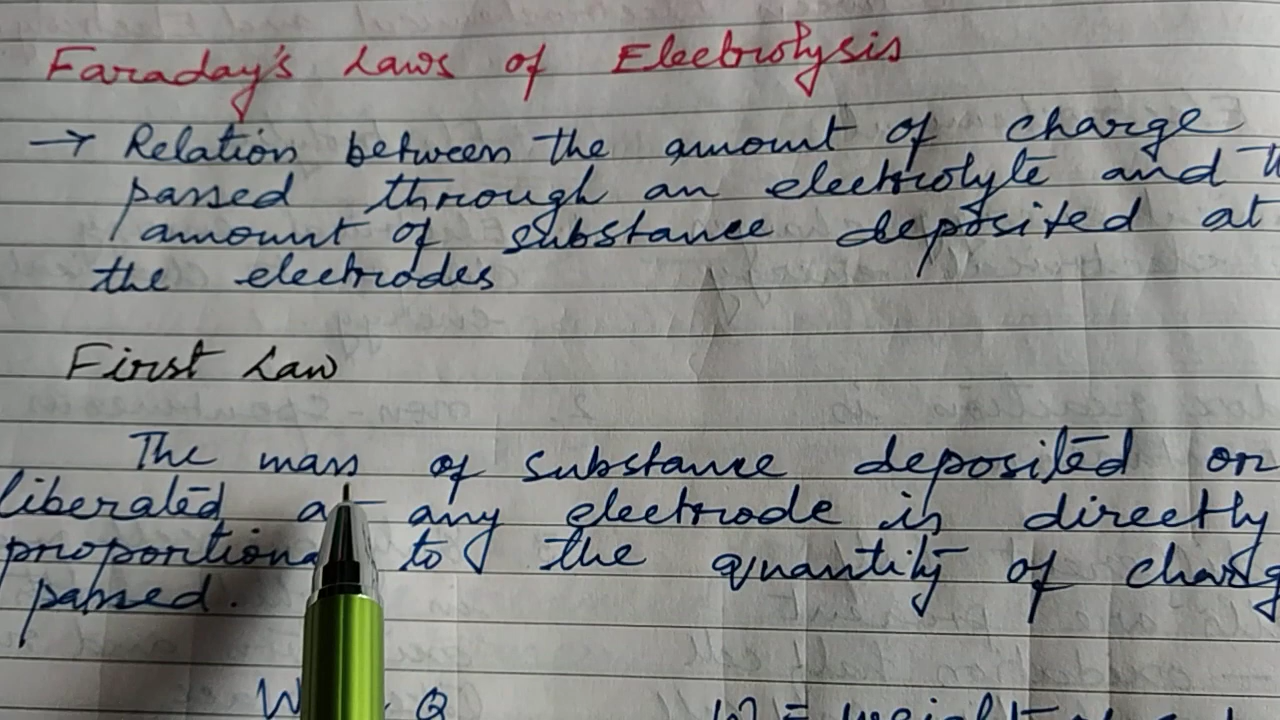 Faraday's Laws of Electrolysis
→ Relation between the amount of charge
passed through an electrolyte and
amount of substance deposited at
the electrodes
First Law
The mass of substance deposited or
liberated any electrode is directly
to the quantity of
passed.
W Q
W =